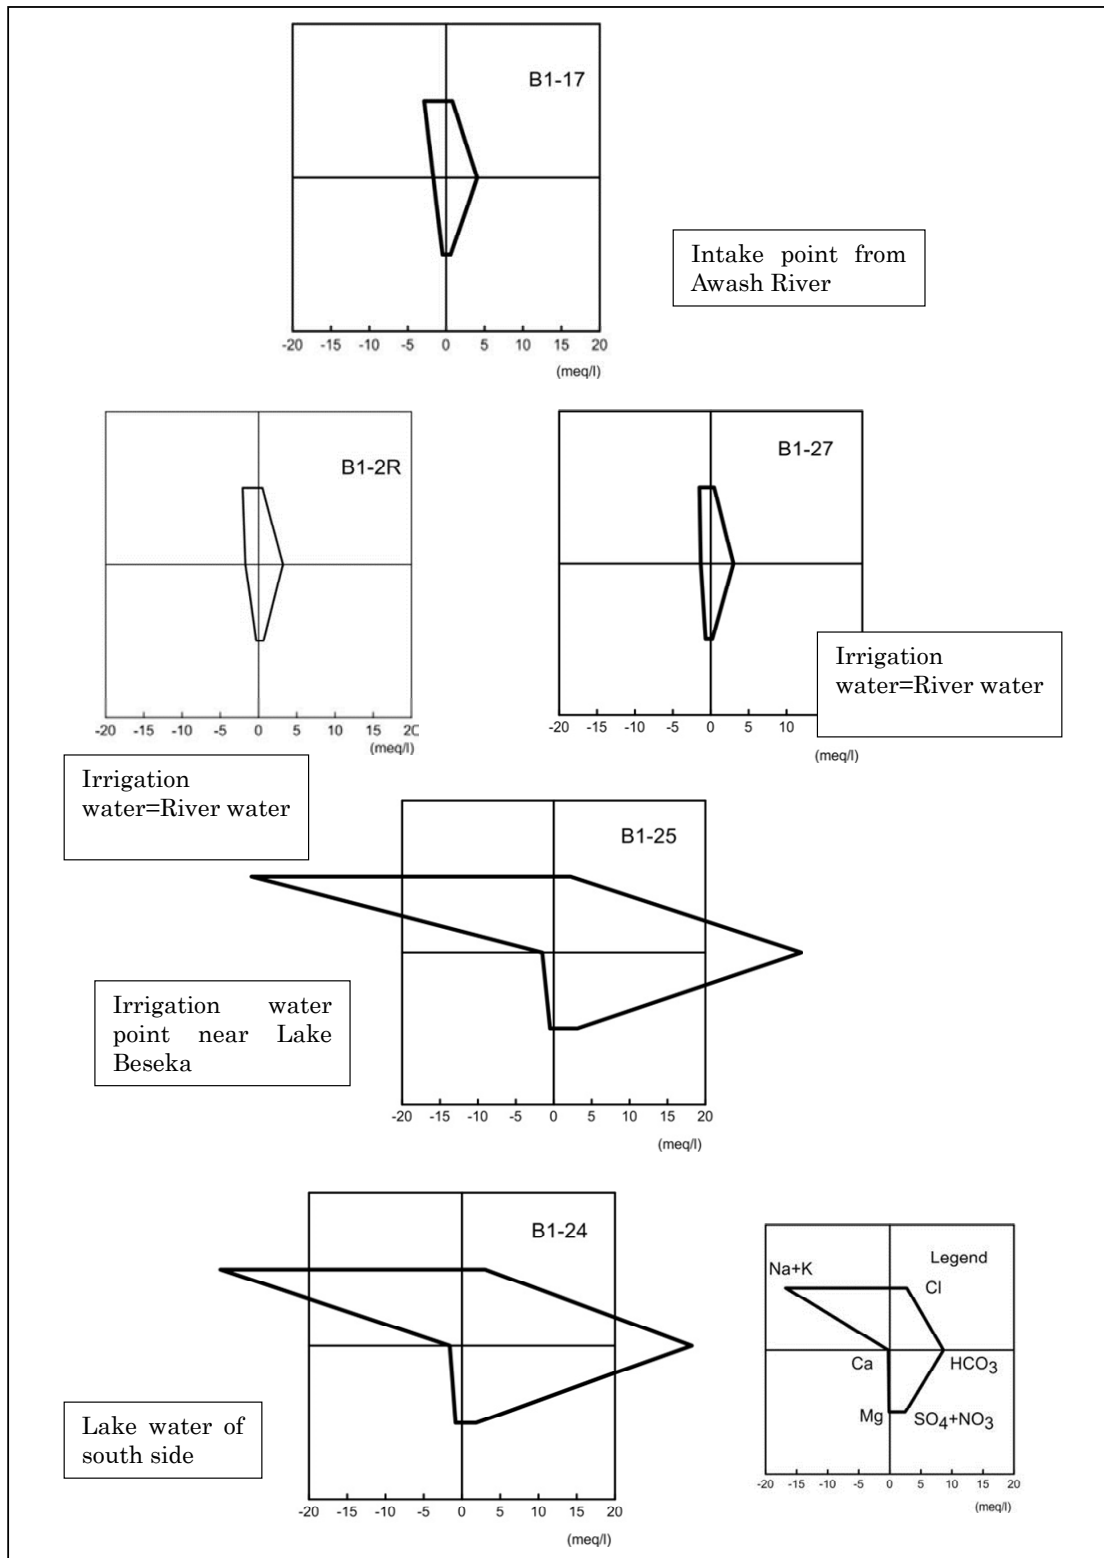 B1-17
Intake point from
Awash River
-20 -15 -10 -5 0 5 10 15 20
(meq/l)
B1-2R
B1-27
Irrigation
water=River water
-20 -15 -10 -5 0 5 10 15 2C
(meq/l)
-20 -15 -10 -5 0 5 10
(meq/l)
Irrigation
water=River water
B1-25
Irrigation water
point near Lake
Beseka
-20 -15 -10 -5 0 5 10 15 20
(meq/l)
B1-24
Legend
Na+K
Cl
Ca
HCO3
Mg
SO4+NO3
Lake water of
south side
-20 -15 -10 -5 0 5 10 15 20
(meq/l)
-20 -15 -10 -5 0 5 10 15 20
(meq/l)